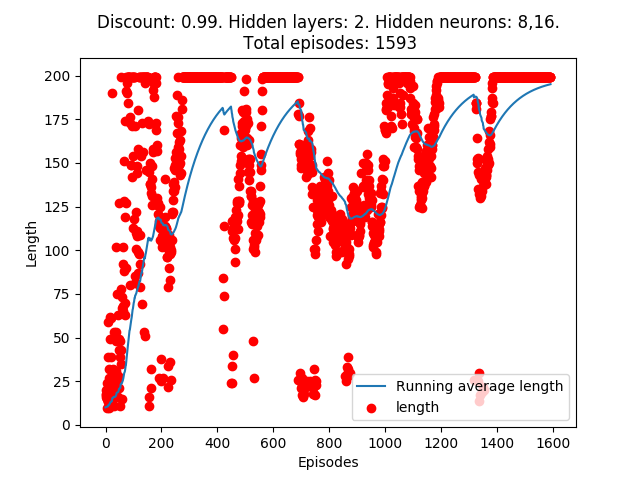 Discount: 0.99. Hidden layers: 2. Hidden neurons: 8,16.
Total episodes: 1593
200
175
150
125
100
75
50
25
0
Length
Running average length
length
0 200 400 600 800 1000 1200 1400 1600
Episodes